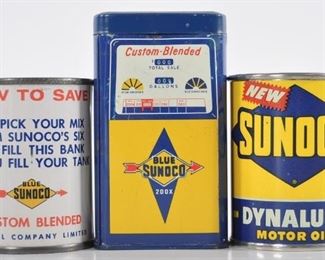 W TO SAVE
PICK YOUR MIX
M SUNOCO'S SIX
FILL THIS BANK
U FILL YOUR TANK
BLUE
SUNOCO
STOM BLENDED
L COMPANY LIMITED
Custom-Blended
TOTAL SALE
GALLONS
BLUE
SUNOCO
200X
NEW
SUNOC
DYNALU
MOTOR OI